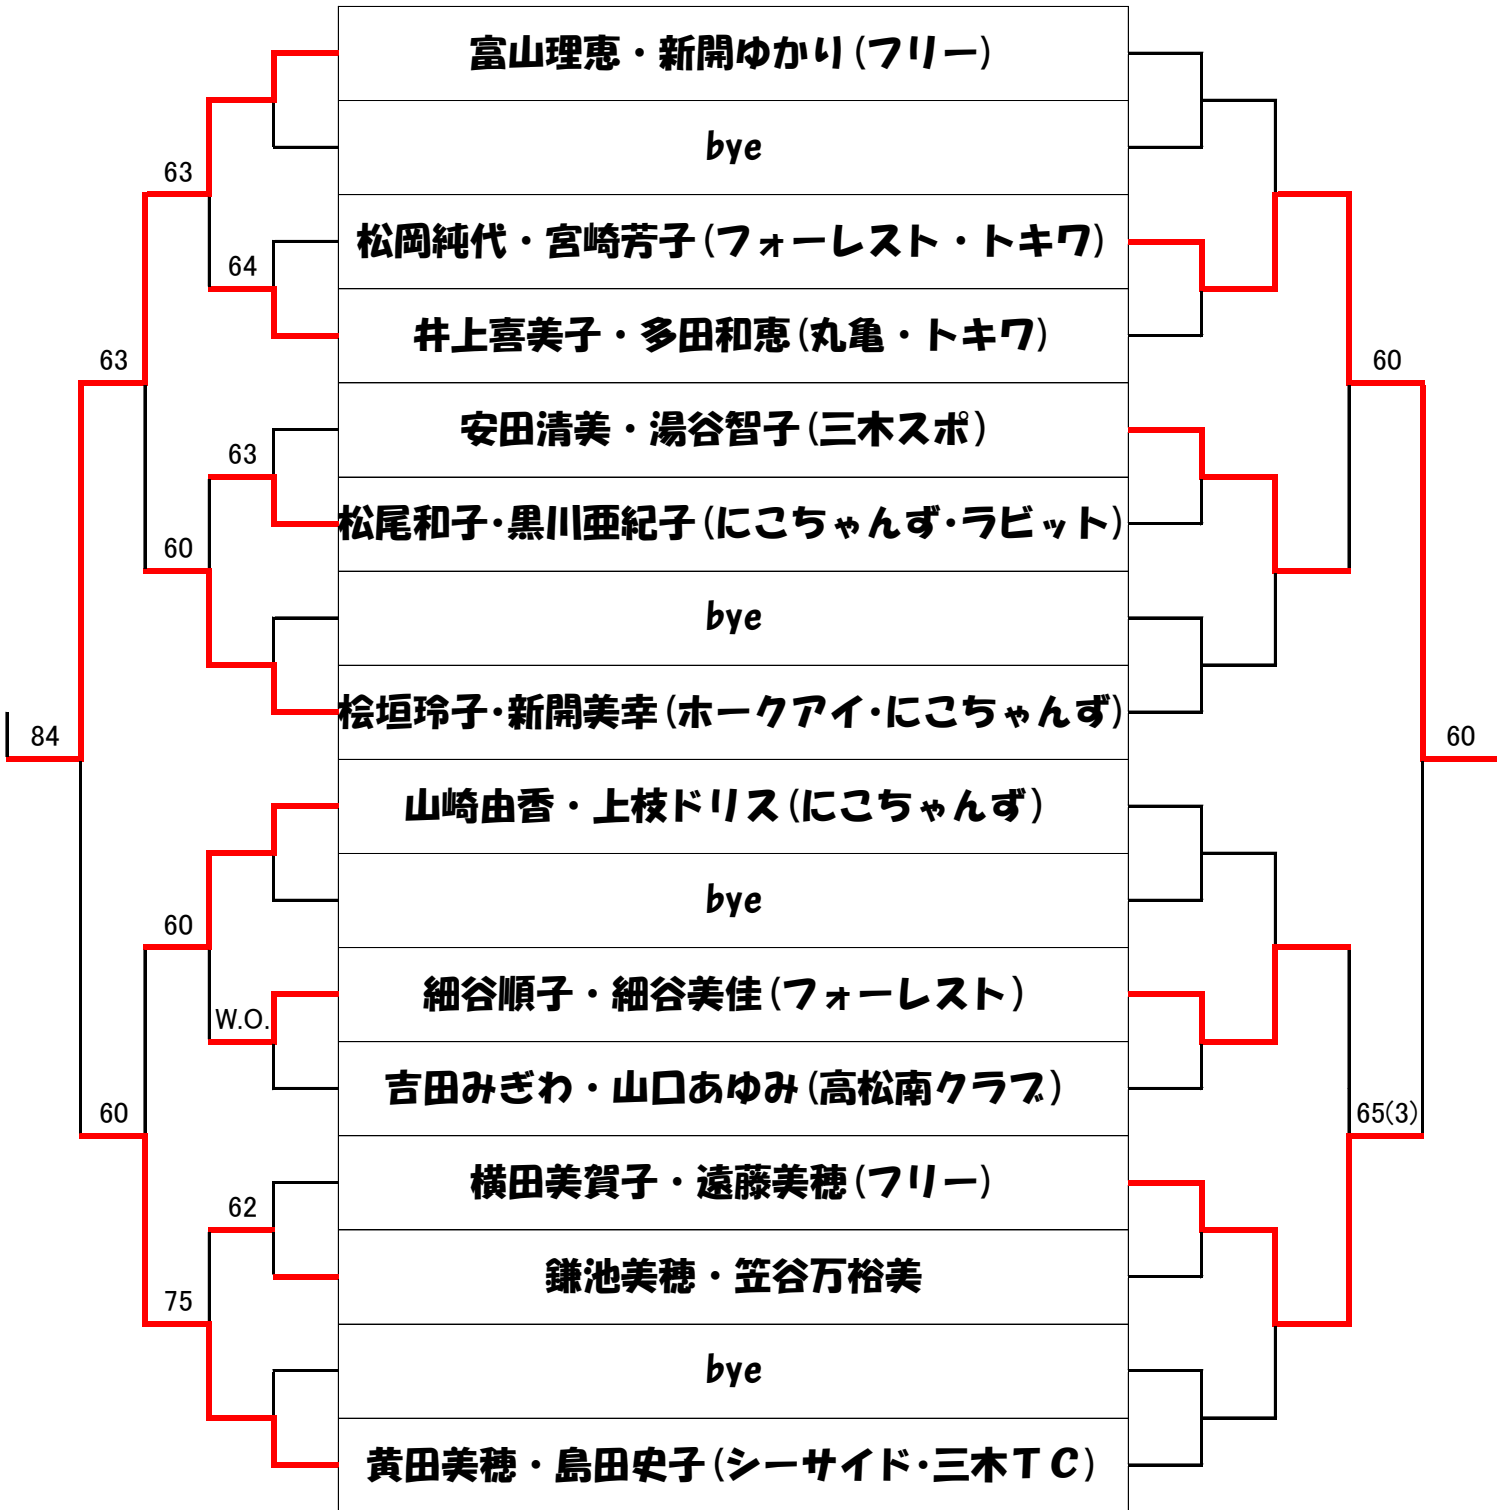 富山理恵・新開ゆかり(フリー)
bye
63
松岡純代・宮崎芳子(フォーレスト・トキワ)
64
井上喜美子・多田和恵(丸亀・トキワ)
63
60
安田清美・湯谷智子(三木スポ)
63
松尾和子・黒川亜紀子(にこちゃんず・ラビット)
60
bye
桧垣玲子・新開美幸(ホークアイ・にこちゃんず)
84
60
山崎由香・上枝ドリス(にこちゃんず)
bye
60
細谷順子・細谷美佳(フォーレスト)
W.O.
吉田みぎわ・山口あゆみ(高松南クラブ)
60
65(3)
横田美賀子・遠藤美穂(フリー)
62
鎌池美穂・笠谷万裕美
75
bye
黄田美穂・島田史子(シーサイド・三木TC)